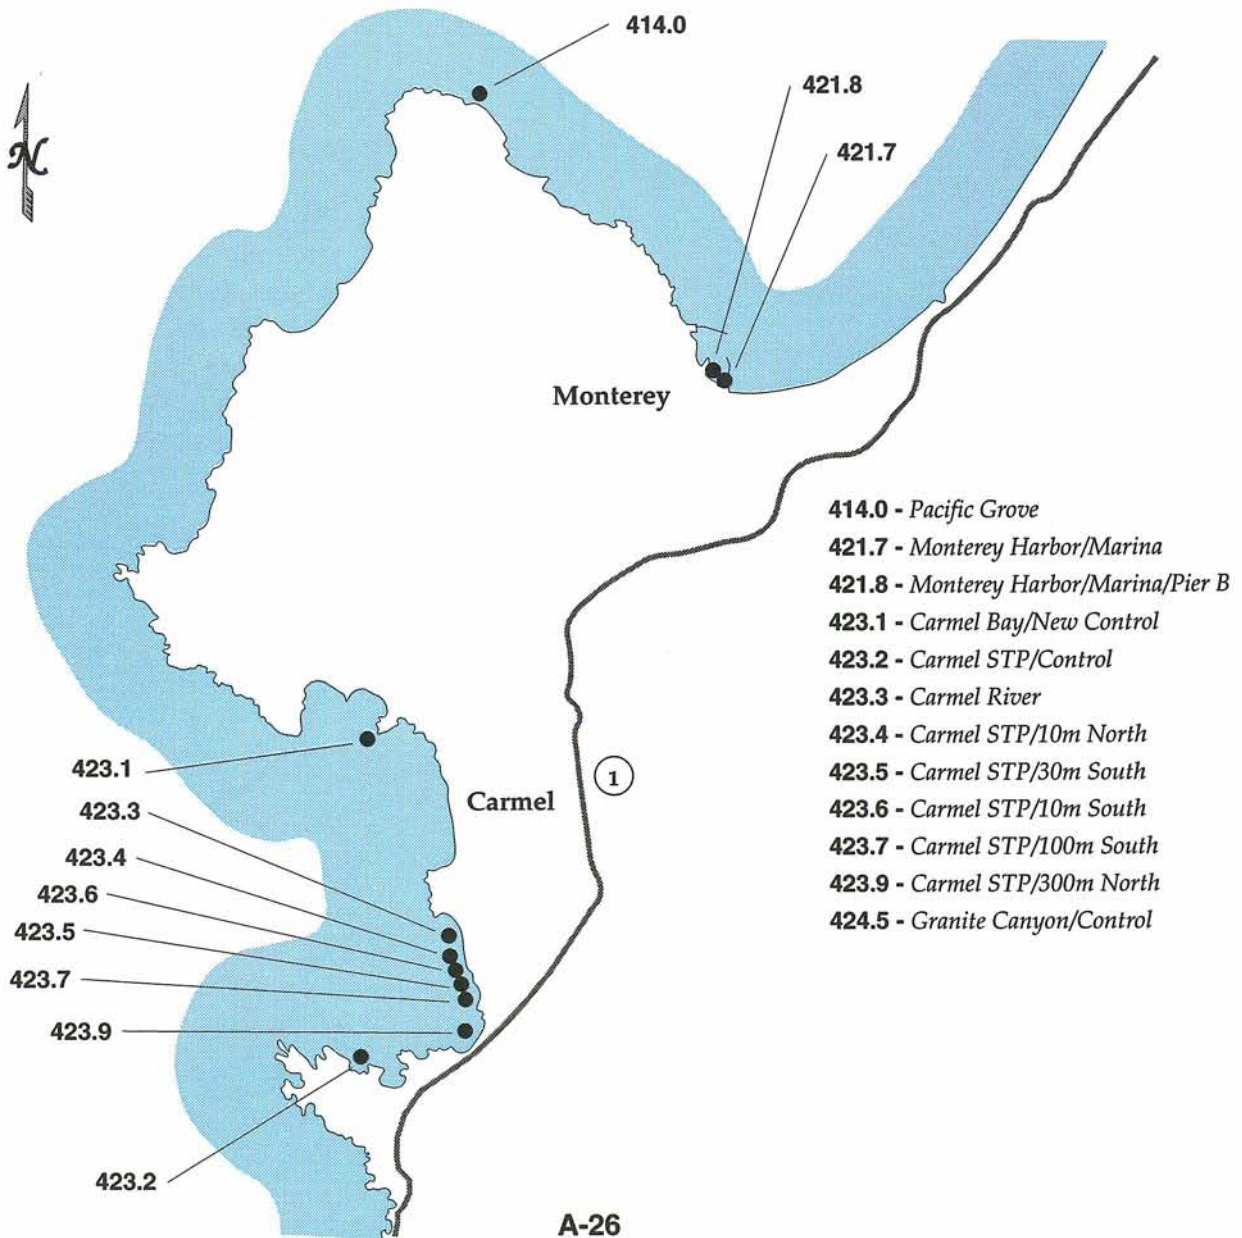 414.0
421.8
421.7
N
Monterey
414.0 - Pacific Grove
421.7 - Monterey Harbor/Marina
421.8 - Monterey Harbor/Marina/Pier B
423.1 - Carmel Bay/New Control
423.2 - Carmel STP/Control
423.3 - Carmel River
423.4 - Carmel STP/10m North
423.5 - Carmel STP/30m South
423.6 - Carmel STP/10m South
423.7 - Carmel STP/100m South
423.9 - Carmel STP/300m North
424.5 - Granite Canyon/Control
423.1
1
Carmel
423.3
423.4
423.6
423.5
423.7
423.9
423.2
A-26